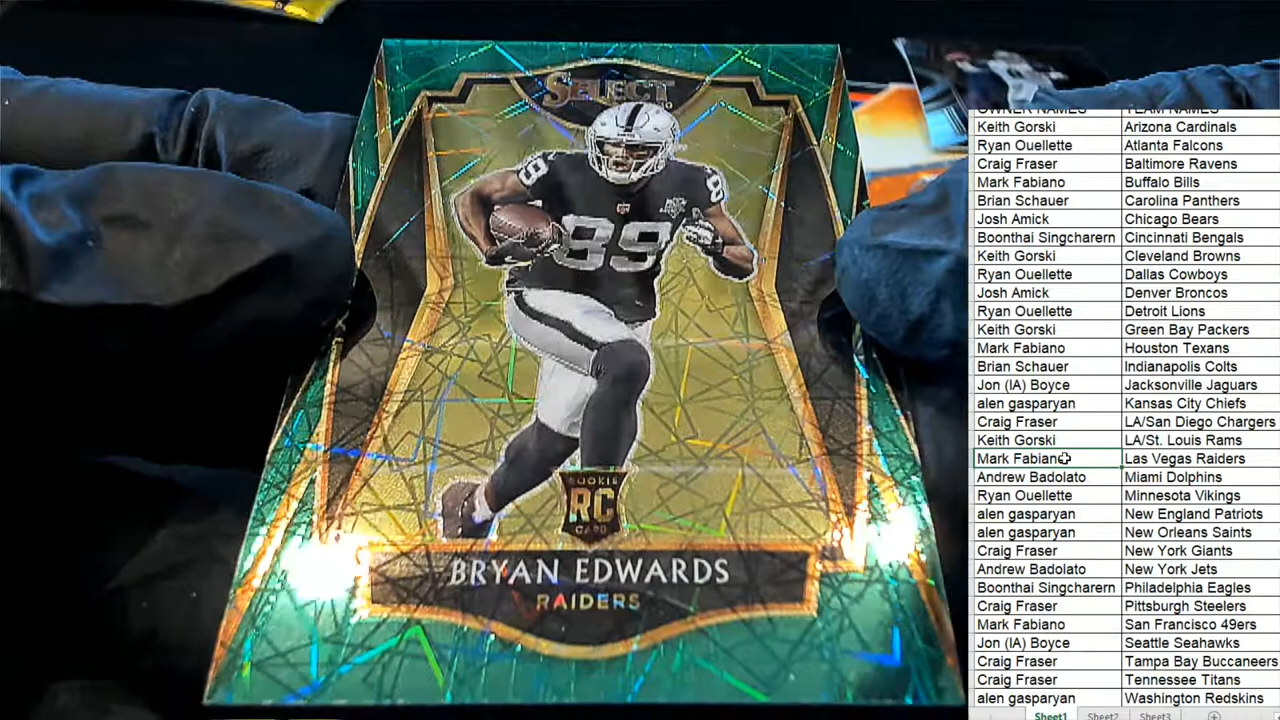 SELECT
89
89
89
ROOKIE
RC
CARD
BRYAN EDWARDS
RAIDERS
OWNER NAMES TEAM NAMES
Keith Gorski Arizona Cardinals
Ryan Ouellette Atlanta Falcons
Craig Fraser Baltimore Ravens
Mark Fabiano Buffalo Bills
Brian Schauer Carolina Panthers
Josh Amick Chicago Bears
Boonthai Singcharern Cincinnati Bengals
Keith Gorski Cleveland Browns
Ryan Ouellette Dallas Cowboys
Josh Amick Denver Broncos
Ryan Ouellette Detroit Lions
Keith Gorski Green Bay Packers
Mark Fabiano Houston Texans
Brian Schauer Indianapolis Colts
Jon (IA) Boyce Jacksonville Jaguars
alen gasparyan Kansas City Chiefs
Craig Fraser LA/San Diego Chargers
Keith Gorski LA/St. Louis Rams
Mark Fabiano Las Vegas Raiders
Andrew Badolato Miami Dolphins
Ryan Ouellette Minnesota Vikings
alen gasparyan New England Patriots
alen gasparyan New Orleans Saints
Craig Fraser New York Giants
Andrew Badolato New York Jets
Boonthai Singcharern Philadelphia Eagles
Craig Fraser Pittsburgh Steelers
Mark Fabiano San Francisco 49ers
Jon (IA) Boyce Seattle Seahawks
Craig Fraser Tampa Bay Buccaneers
Craig Fraser Tennessee Titans
alen gasparyan Washington Redskins
Sheet1 Sheet2 Sheet3